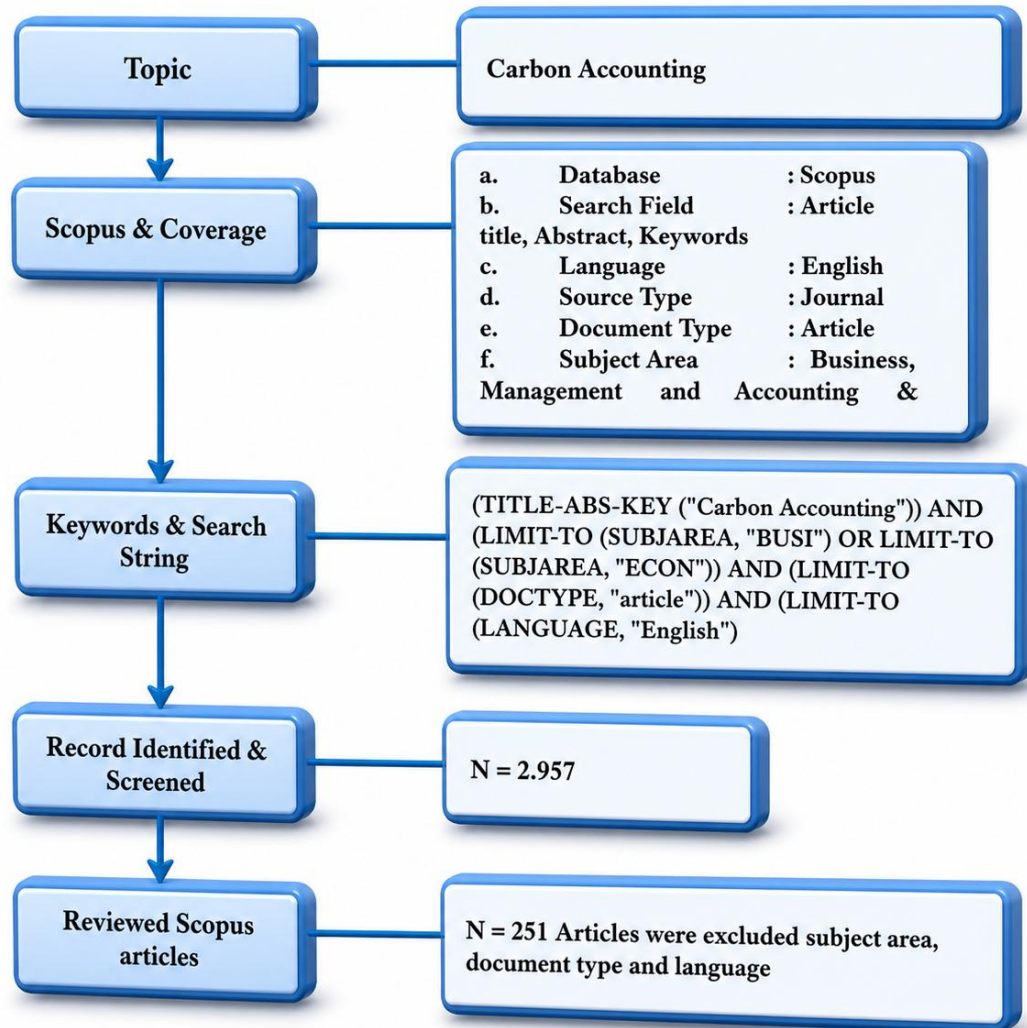 Topic
Carbon Accounting
Scopus & Coverage
a. Database : Scopus
b. Search Field : Article
title, Abstract, Keywords
c. Language : English
d. Source Type : Journal
e. Document Type : Article
f. Subject Area : Business,
Management and Accounting &
Keywords & Search
String
(TITLE-ABS-KEY ("Carbon Accounting")) AND
(LIMIT-TO (SUBJAREA, "BUSI") OR LIMIT-TO
(SUBJAREA, "ECON")) AND (LIMIT-TO
(DOCTYPE, "article")) AND (LIMIT-TO
(LANGUAGE, "English")
Record Identified &
Screened
N = 2.957
Reviewed Scopus
articles
N = 251 Articles were excluded subject area,
document type and language